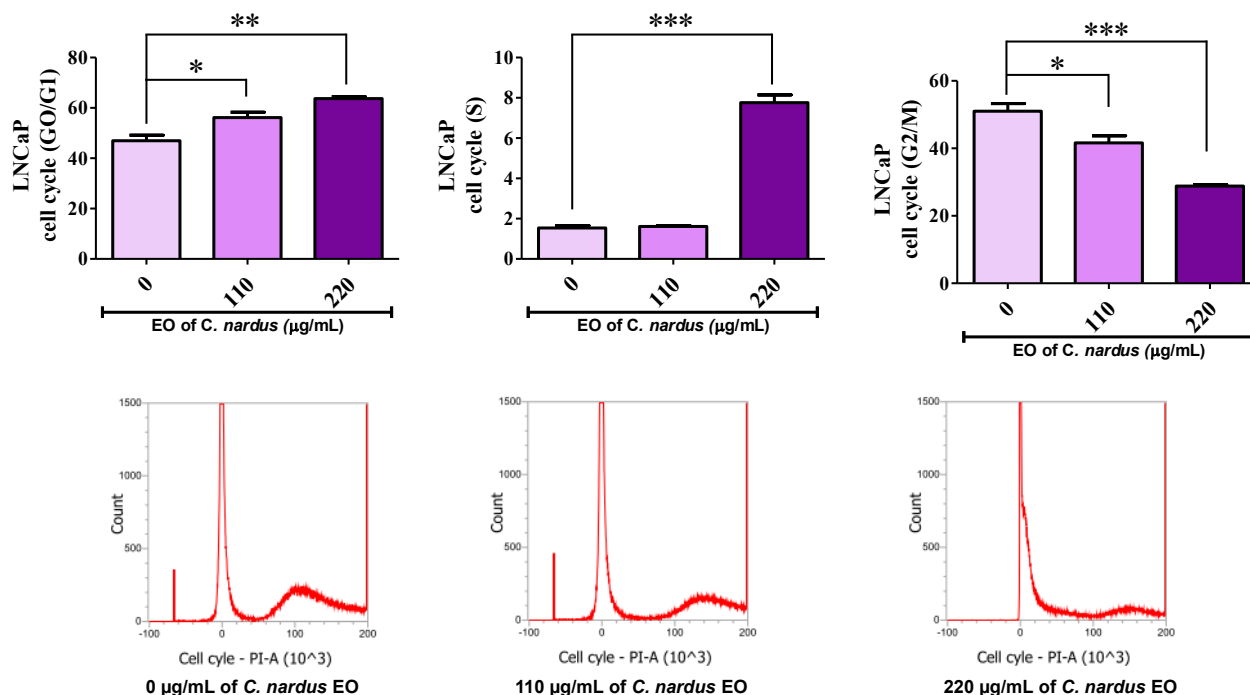 **
*
80
60
40
20
0
LNCaP
cell cycle (GO/G1)
0
110
220
EO of C. nardus (µg/mL)
***
10
8
6
4
2
0
LNCaP
cell cycle (S)
0
110
220
EO of C. nardus (µg/mL)
***
*
60
40
20
0
LNCaP
cell cycle (G2/M)
0
110
220
EO of C. nardus (µg/mL)
1500
1000
500
0
Count
-100 0 100 200
Cell cyle - PI-A (10^3)
0 µg/mL of C. nardus EO
1500
1000
500
0
Count
-100 0 100 200
Cell cyle - PI-A (10^3)
110 µg/mL of C. nardus EO
1500
1000
500
0
Count
-100 0 100 200
Cell cyle - PI-A (10^3)
220 µg/mL of C. nardus EO